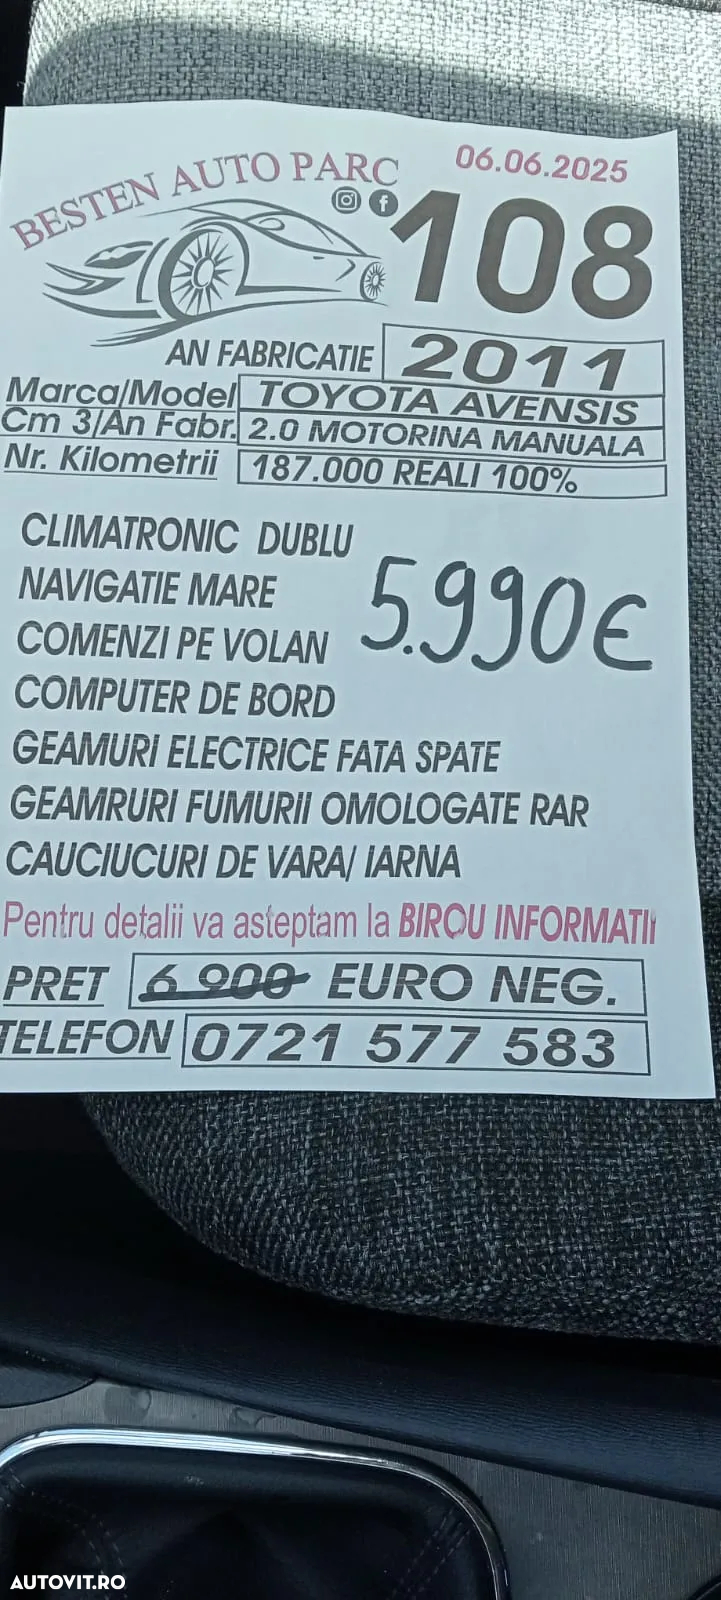 06.06.2025
BESTEN AUTO PARC
108
AN FABRICATIE 2011
Marca/Model TOYOTA AVENSIS
Cm 3/An Fabr. 2.0 MOTORINA MANUALA
Nr. Kilometrii 187.000 REALI 100%
CLIMATRONIC DUBLU
NAVIGATIE MARE
5.990€
COMENZI PE VOLAN
COMPUTER DE BORD
GEAMURI ELECTRICE FATA SPATE
GEAMRURI FUMURII OMOLOGATE RAR
CAUCIUCURI DE VARA/ IARNA
Pentru detalii va asteptam la BIROU INFORMATII
PRET 6 900 EURO NEG.
TELEFON 0721 577 583
AUTOVIT.RO